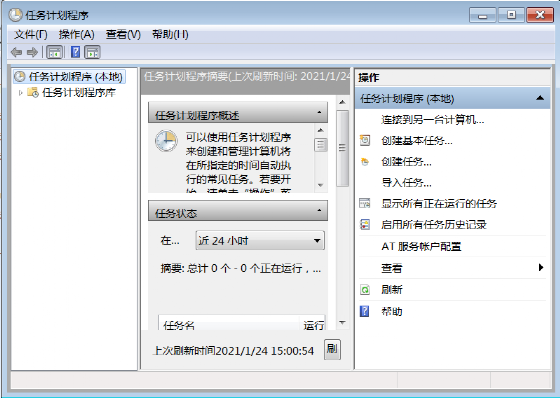 任务计划程序
文件(F) 操作(A) 查看(V) 帮助(H)
任务计划程序 (本地)
任务计划程序库
任务计划程序摘要(上次刷新时间: 2021/1/24
任务计划程序概述
可以使用任务计划程序
来创建和管理计算机将
在所指定的时间自动执
行的常见任务。若要开
始，请单击“操作”菜
任务状态
在... 近 24 小时
摘要: 总计 0 个 - 0 个正在运行，...
任务名 运行
上次刷新时间2021/1/24 15:00:54 刷
操作
任务计划程序 (本地)
连接到另一台计算机...
创建基本任务...
创建任务...
导入任务...
显示所有正在运行的任务
启用所有任务历史记录
AT 服务帐户配置
查看
刷新
帮助